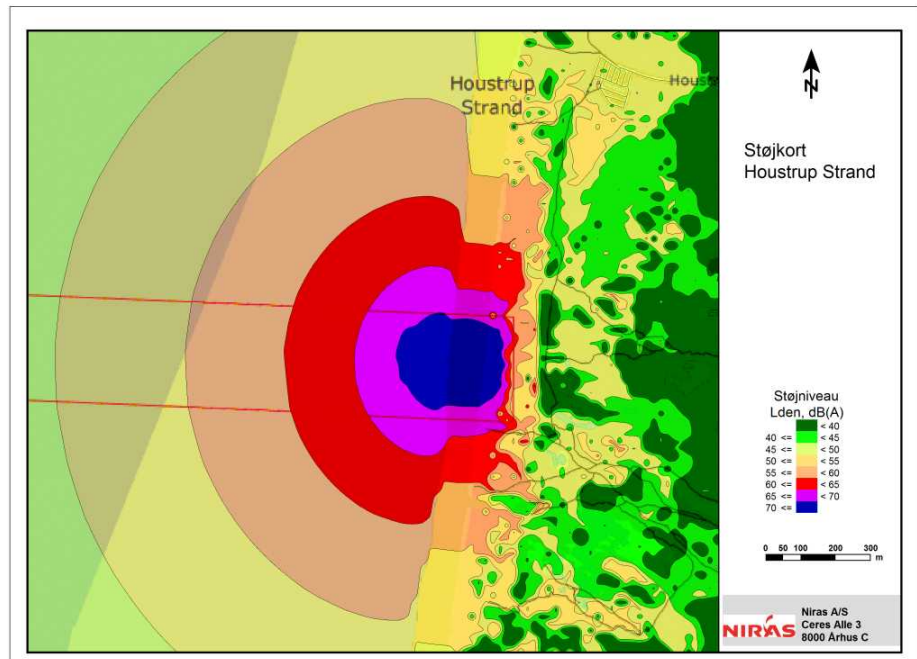 Houstrup
Strand
Houst
N
Støjkort
Houstrup Strand
Støjniveau
Lden, dB(A)
< 40
40 <= < 45
45 <= < 50
50 <= < 55
55 <= < 60
60 <= < 65
65 <= < 70
70 <=
0 50 100 200 300
m
NIRAS
Niras A/S
Ceres Alle 3
8000 Århus C